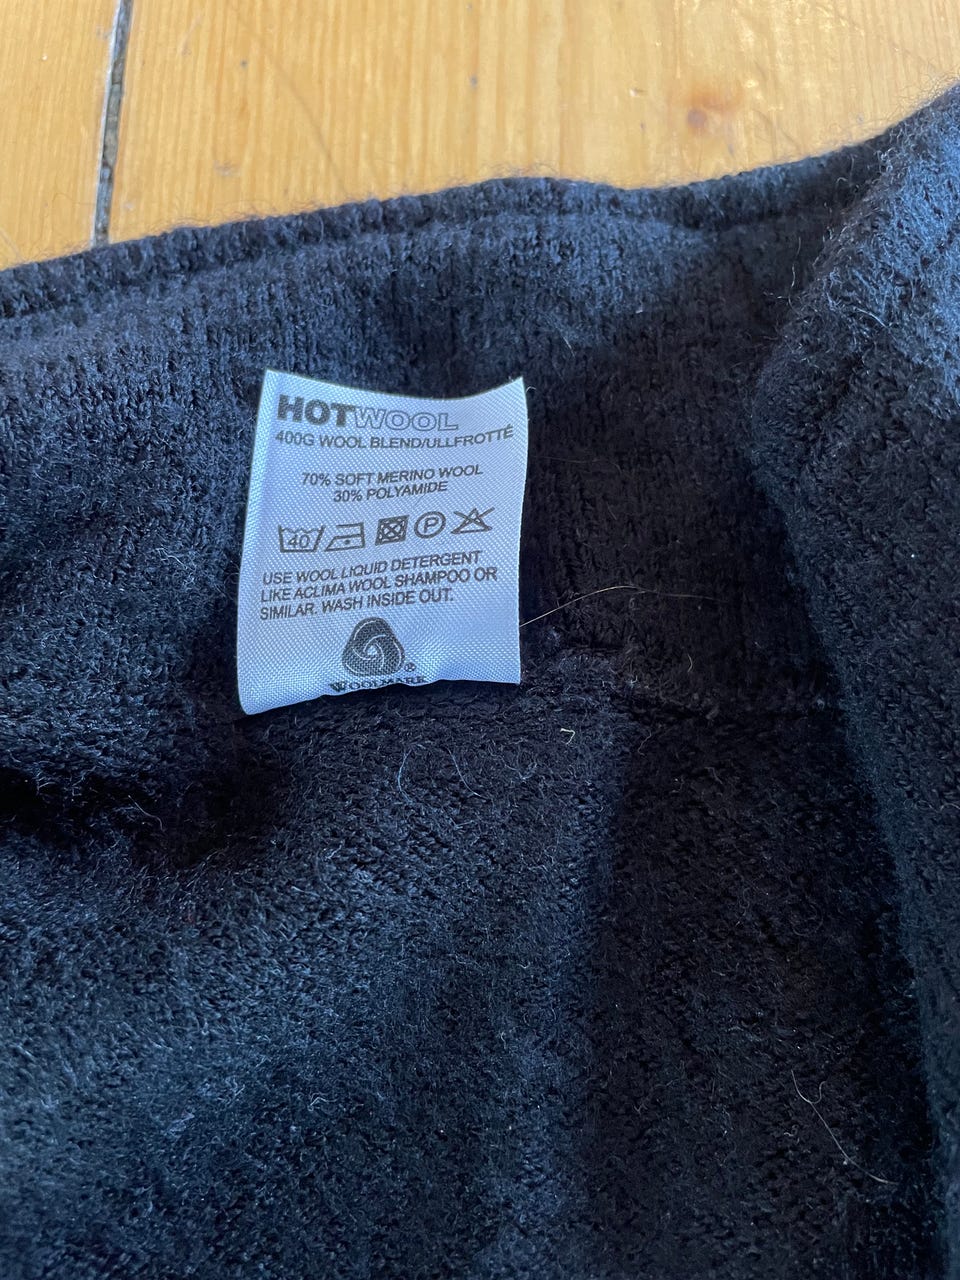 HOTWOOL
400G WOOL BLEND/ULLFROTTÉ
70% SOFT MERINO WOOL
30% POLYAMIDE
40 P
USE WOOL LIQUID DETERGENT
LIKE ACLIMA WOOL SHAMPOO OR
SIMILAR. WASH INSIDE OUT.
®
WOOLMARK